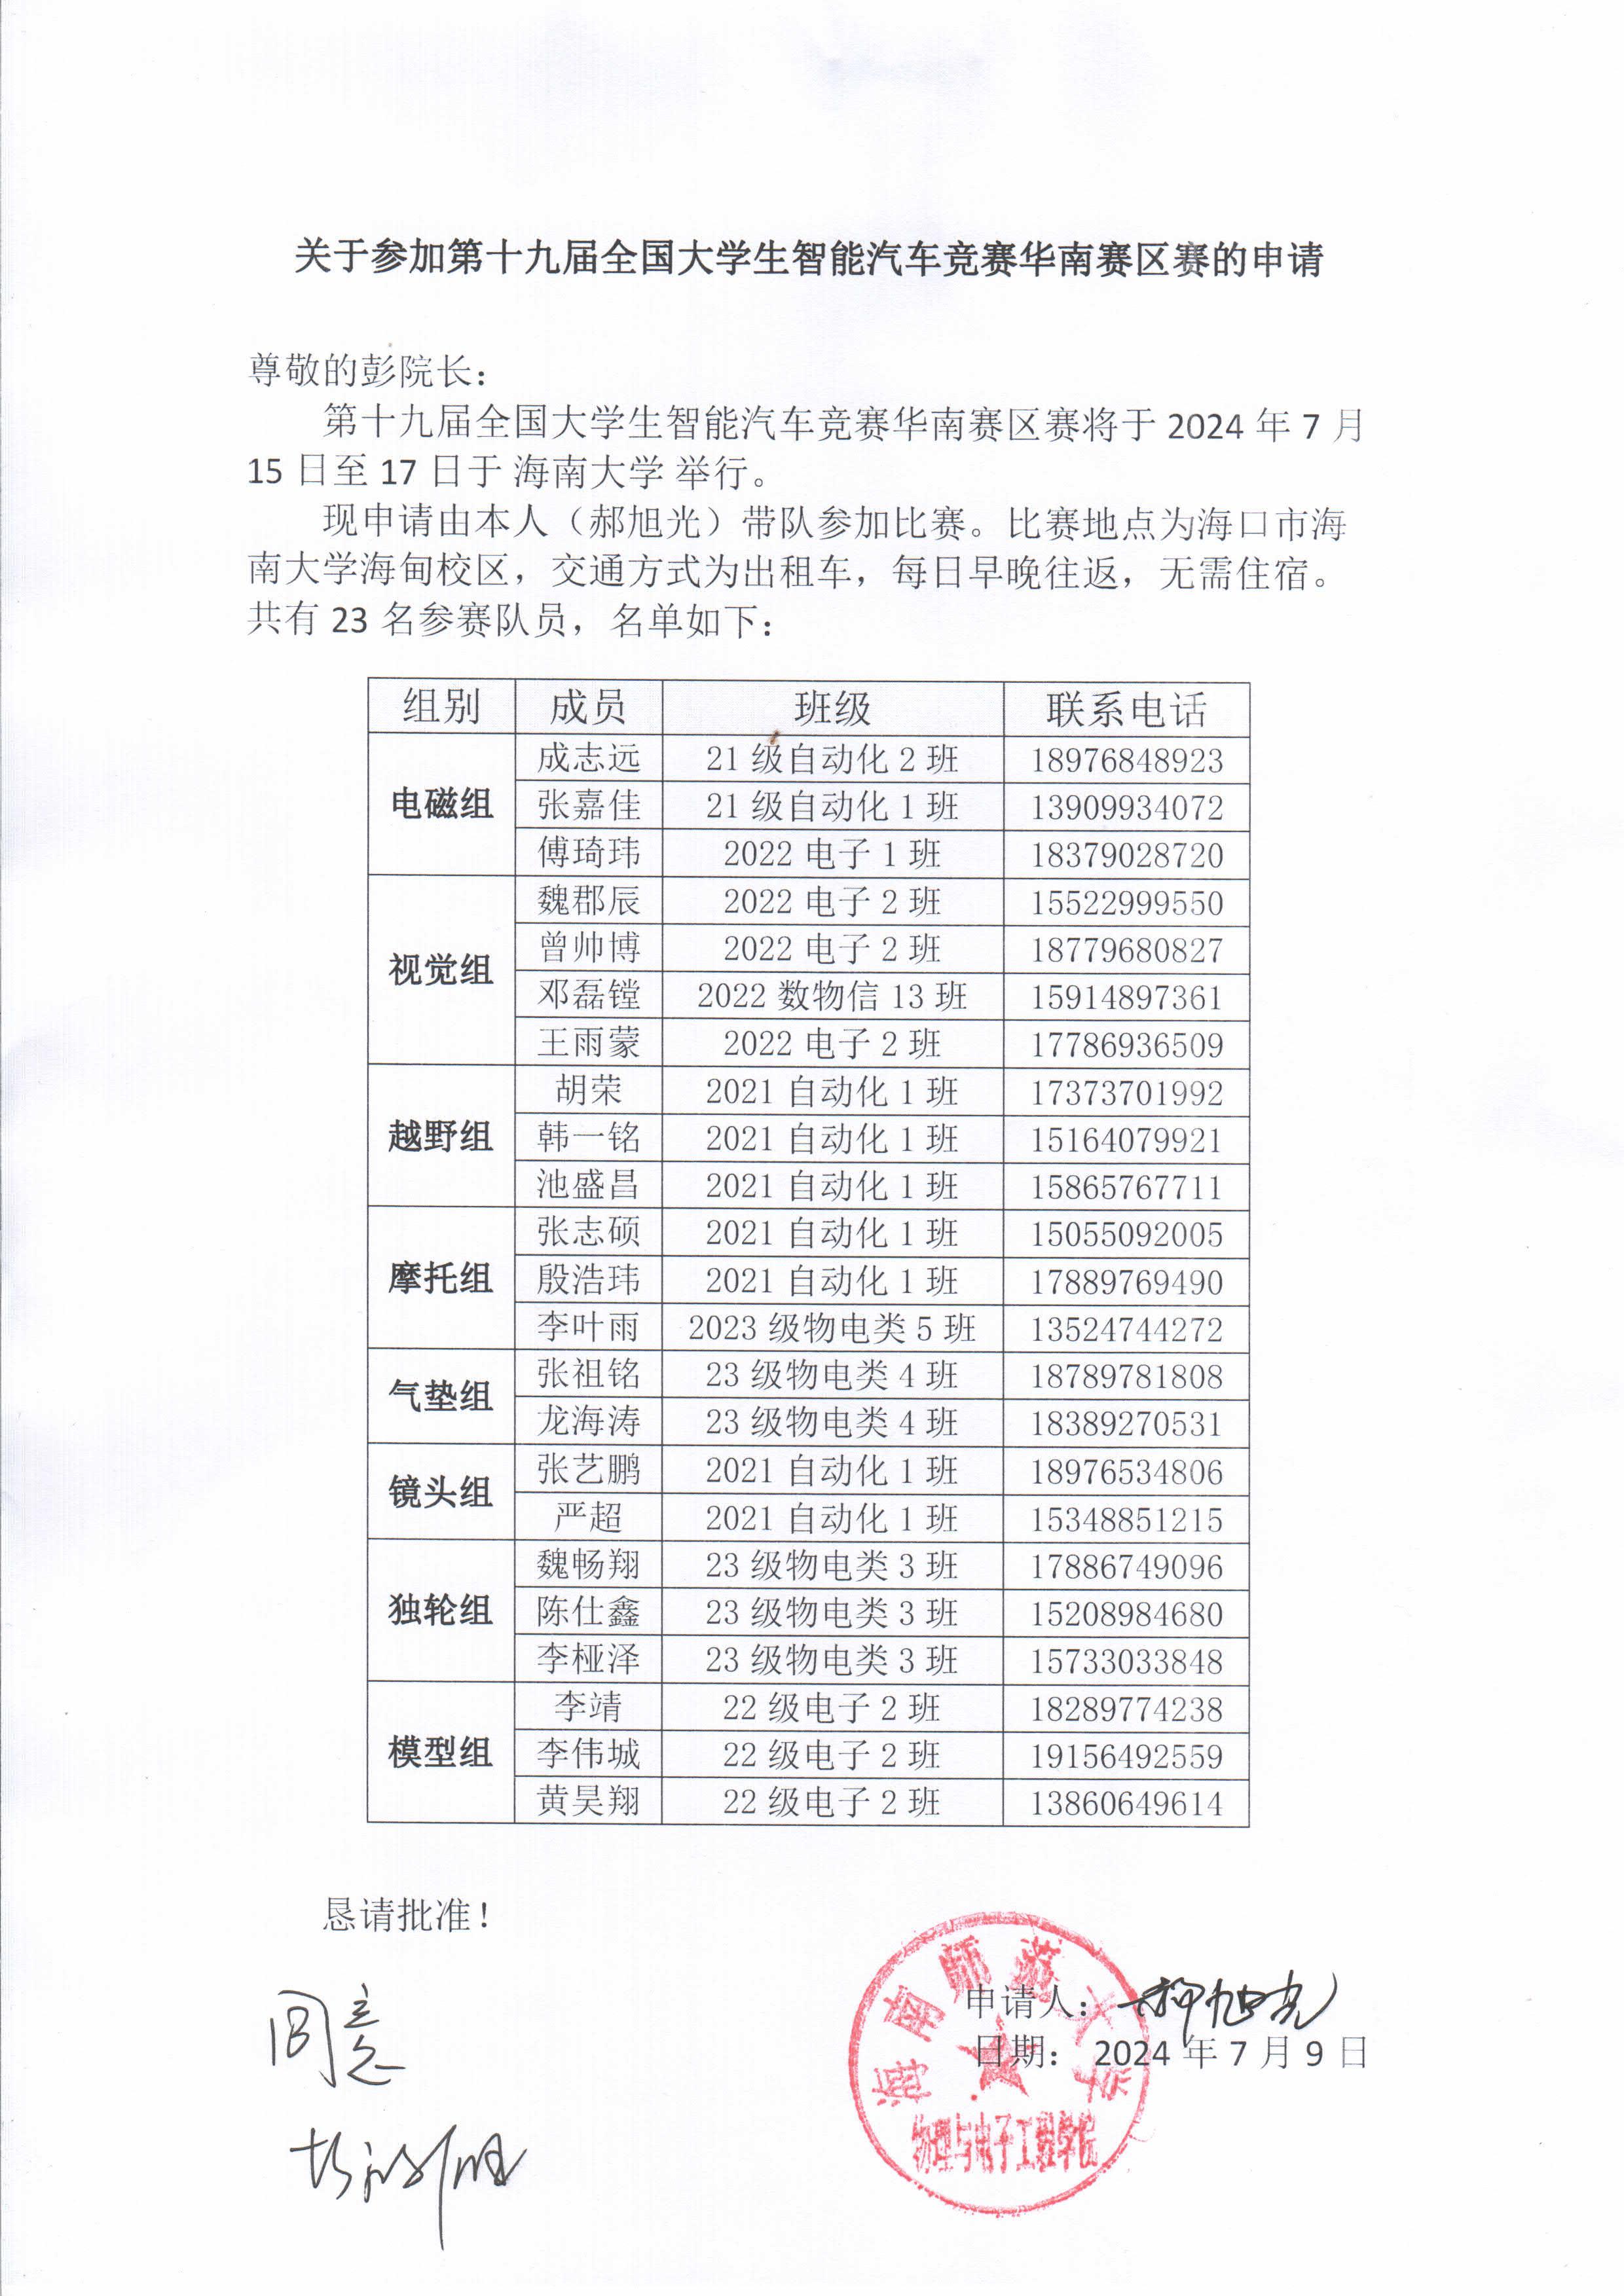 关于参加第十九届全国大学生智能汽车竞赛华南赛区赛的申请
尊敬的彭院长：
第十九届全国大学生智能汽车竞赛华南赛区赛将于 2024 年 7 月
15 日至 17 日于 海南大学 举行。
现申请由本人（郝旭光）带队参加比赛。比赛地点为海口市海
南大学海甸校区，交通方式为出租车，每日早晚往返，无需住宿。
共有 23 名参赛队员，名单如下：
组别 成员 班级 联系电话
电磁组 成志远 21 级自动化 2 班 18976848923
张嘉佳 21 级自动化 1 班 13909934072
傅琦玮 2022 电子 1 班 18379028720
视觉组 魏郡辰 2022 电子 2 班 15522999550
曾帅博 2022 电子 2 班 18779680827
邓磊镗 2022 数物信 13 班 15914897361
王雨蒙 2022 电子 2 班 17786936509
越野组 胡荣 2021 自动化 1 班 17373701992
韩一铭 2021 自动化 1 班 15164079921
池盛昌 2021 自动化 1 班 15865767711
摩托组 张志硕 2021 自动化 1 班 15055092005
殷浩玮 2021 自动化 1 班 17889769490
李叶雨 2023 级物电类 5 班 13524744272
气垫组 张祖铭 23 级物电类 4 班 18789781808
龙海涛 23 级物电类 4 班 18389270531
镜头组 张艺鹏 2021 自动化 1 班 18976534806
严超 2021 自动化 1 班 15348851215
独轮组 魏畅翔 23 级物电类 3 班 17886749096
陈仕鑫 23 级物电类 3 班 15208984680
李桠泽 23 级物电类 3 班 15733033848
模型组 李靖 22 级电子 2 班 18289774238
李伟城 22 级电子 2 班 19156492559
黄昊翔 22 级电子 2 班 13860649614
恳请批准！
同意
申请人：郝旭光
日期： 2024 年 7 月 9 日
海南师范大学
物理与电子工程学院